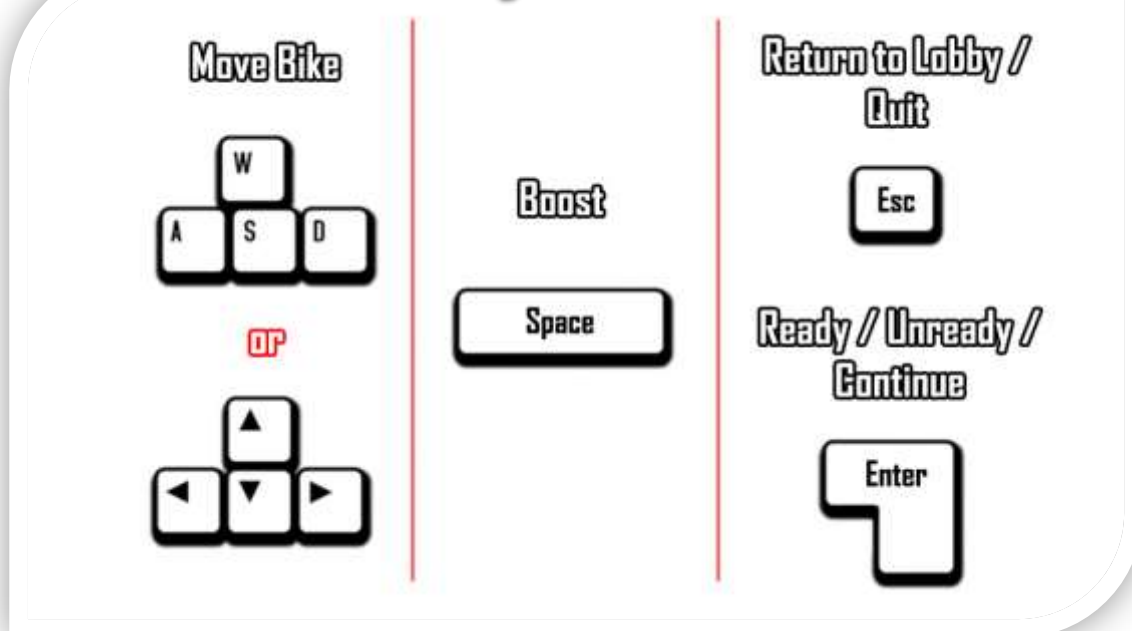 Move Bike
W
A S D
or
▲
◄ ▼ ►
Boost
Space
Return to Lobby /
Quit
Esc
Ready / Unready /
Continue
Enter